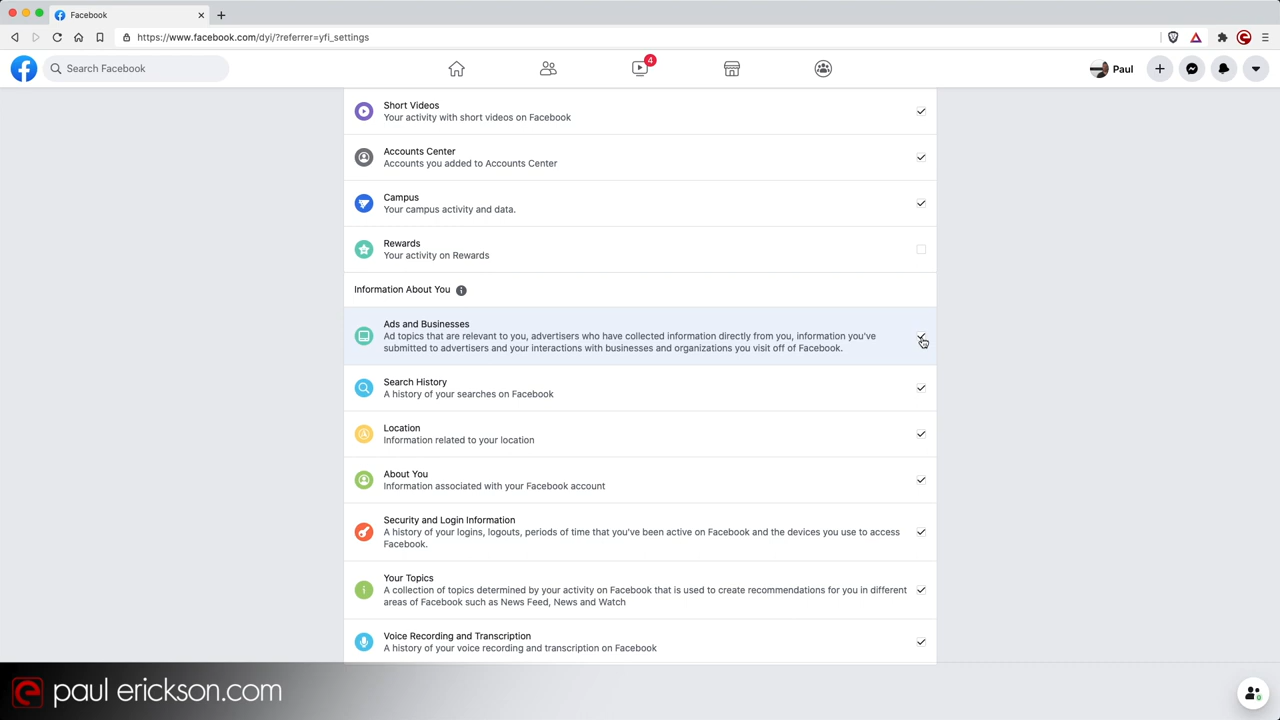 Facebook
https://www.facebook.com/dyi/?referrer=yfi_settings
Search Facebook
4
Paul
Short Videos
Your activity with short videos on Facebook
Accounts Center
Accounts you added to Accounts Center
Campus
Your campus activity and data.
Rewards
Your activity on Rewards
Information About You
Ads and Businesses
Ad topics that are relevant to you, advertisers who have collected information directly from you, information you've
submitted to advertisers and your interactions with businesses and organizations you visit off of Facebook.
Search History
A history of your searches on Facebook
Location
Information related to your location
About You
Information associated with your Facebook account
Security and Login Information
A history of your logins, logouts, periods of time that you've been active on Facebook and the devices you use to access
Facebook.
Your Topics
A collection of topics determined by your activity on Facebook that is used to create recommendations for you in different
areas of Facebook such as News Feed, News and Watch
Voice Recording and Transcription
A history of your voice recording and transcription on Facebook
paul erickson.com